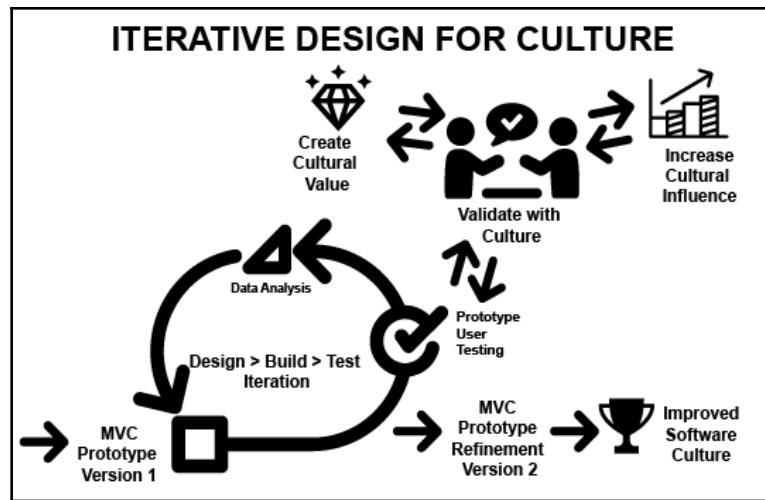 ITERATIVE DESIGN FOR CULTURE
Create
Cultural
Value
Validate with
Culture
Increase
Cultural
Influence
Data Analysis
Prototype
User
Testing
Design > Build > Test
Iteration
MVC
Prototype
Version 1
MVC
Prototype
Refinement
Version 2
Improved
Software
Culture